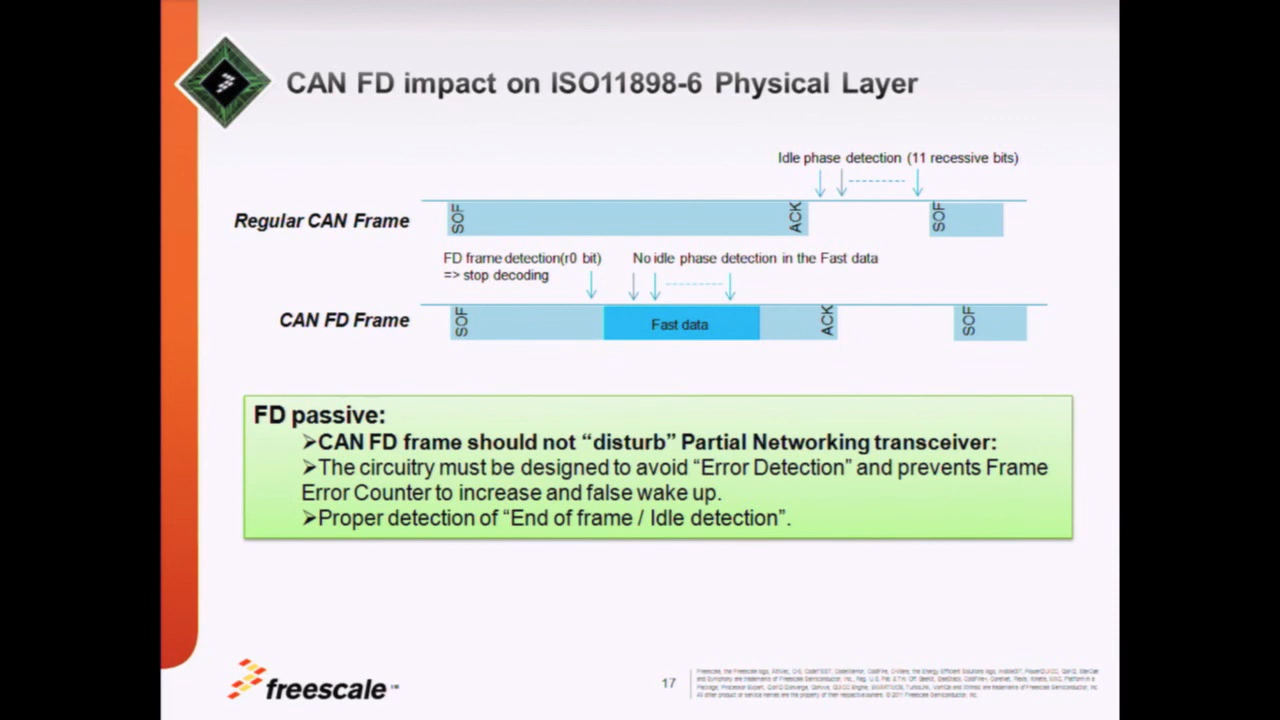 CAN FD impact on ISO11898-6 Physical Layer
Idle phase detection (11 recessive bits)
Regular CAN Frame
SOF
ACK
SOF
FD frame detection(r0 bit)
=> stop decoding
No idle phase detection in the Fast data
CAN FD Frame
SOF
Fast data
ACK
SOF
FD passive:
➢CAN FD frame should not “disturb” Partial Networking transceiver:
➢The circuitry must be designed to avoid “Error Detection” and prevents Frame
Error Counter to increase and false wake up.
➢Proper detection of “End of frame / Idle detection”.
freescale™
17